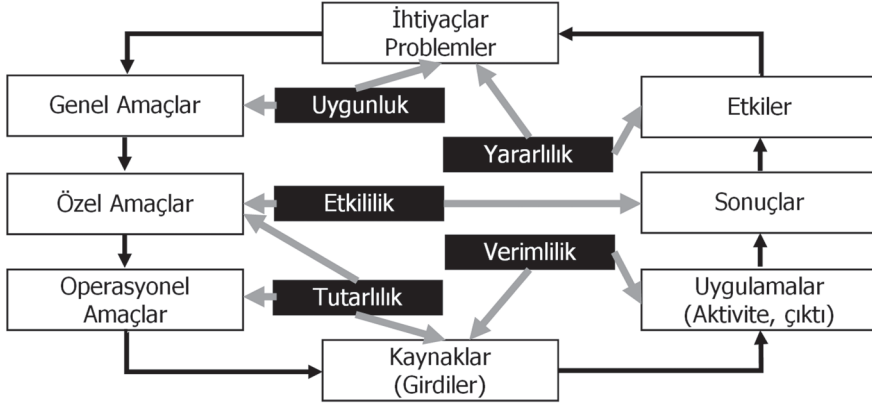 İhtiyaçlar
Problemler
Genel Amaçlar
Uygunluk
Etkiler
Yararlılık
Özel Amaçlar
Etkililik
Sonuçlar
Verimlilik
Operasyonel
Amaçlar
Tutarlılık
Uygulamalar
(Aktivite, çıktı)
Kaynaklar
(Girdiler)